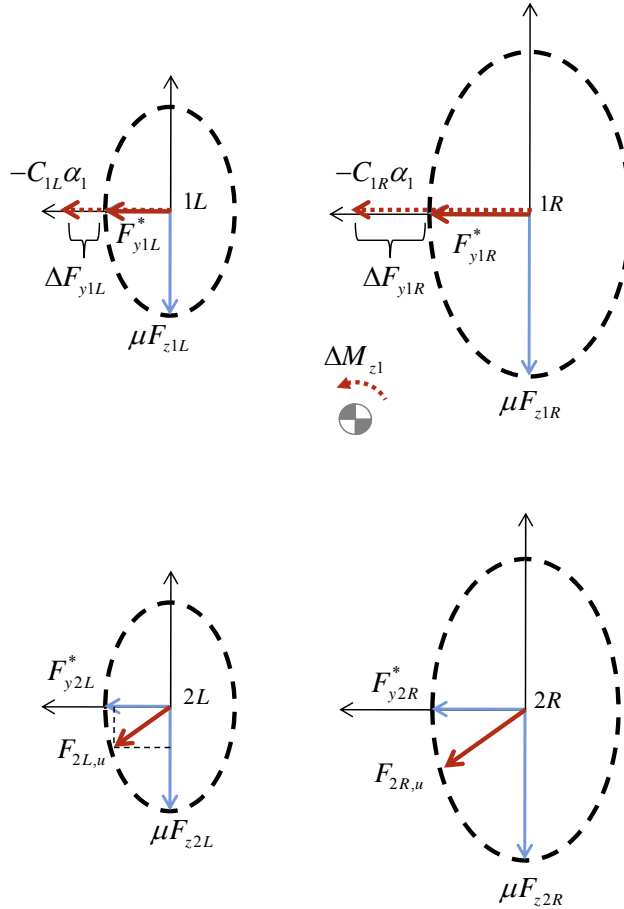 −C₁Lα₁ 1L
F*y1L
ΔFy1L
μFz1L
−C₁Rα₁ 1R
F*y1R
ΔFy1R
ΔMz1
μFz1R
F*y2L 2L
F2L,u
μFz2L
F*y2R 2R
F2R,u
μFz2R